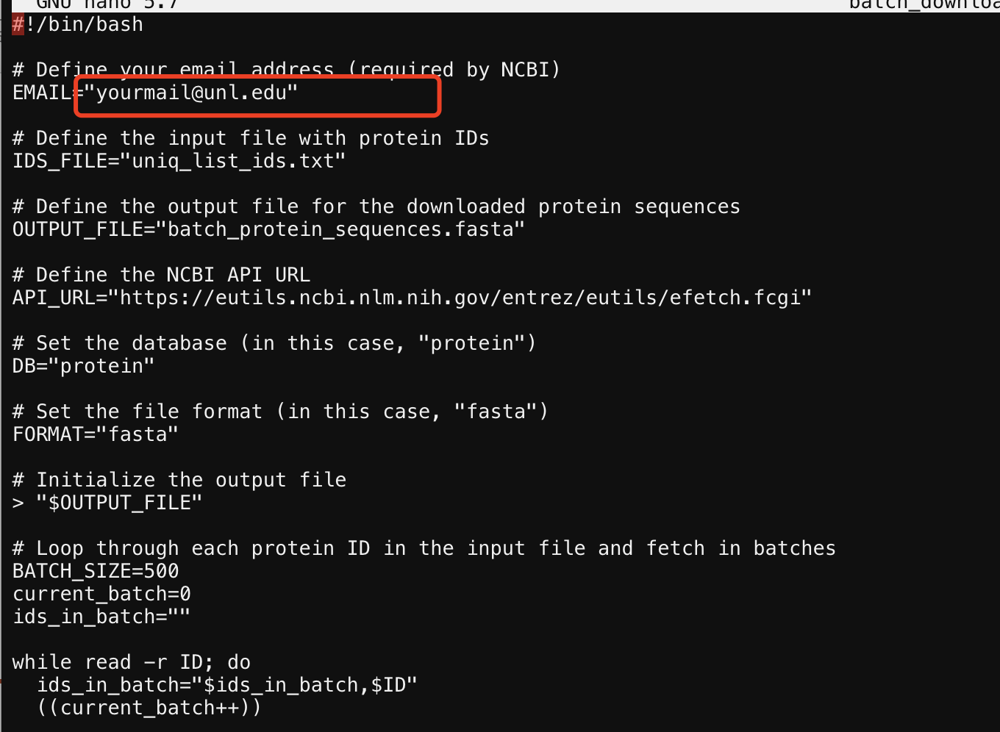 GNU nano 5.7 batch_downloa
#!/bin/bash
# Define your email address (required by NCBI)
EMAIL="yourmail@unl.edu"
# Define the input file with protein IDs
IDS_FILE="uniq_list_ids.txt"
# Define the output file for the downloaded protein sequences
OUTPUT_FILE="batch_protein_sequences.fasta"
# Define the NCBI API URL
API_URL="https://eutils.ncbi.nlm.nih.gov/entrez/eutils/efetch.fcgi"
# Set the database (in this case, "protein")
DB="protein"
# Set the file format (in this case, "fasta")
FORMAT="fasta"
# Initialize the output file
> "$OUTPUT_FILE"
# Loop through each protein ID in the input file and fetch in batches
BATCH_SIZE=500
current_batch=0
ids_in_batch=""
while read -r ID; do
  ids_in_batch="$ids_in_batch,$ID"
  ((current_batch++))